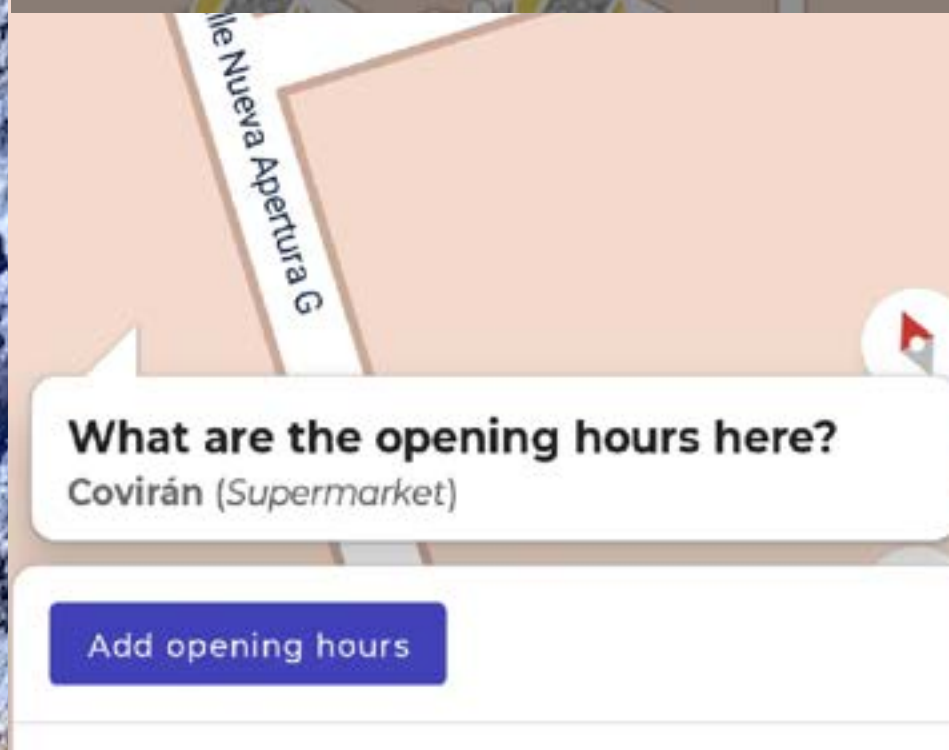 lle Nueva Apertura G
What are the opening hours here?
Covirán (Supermarket)
Add opening hours